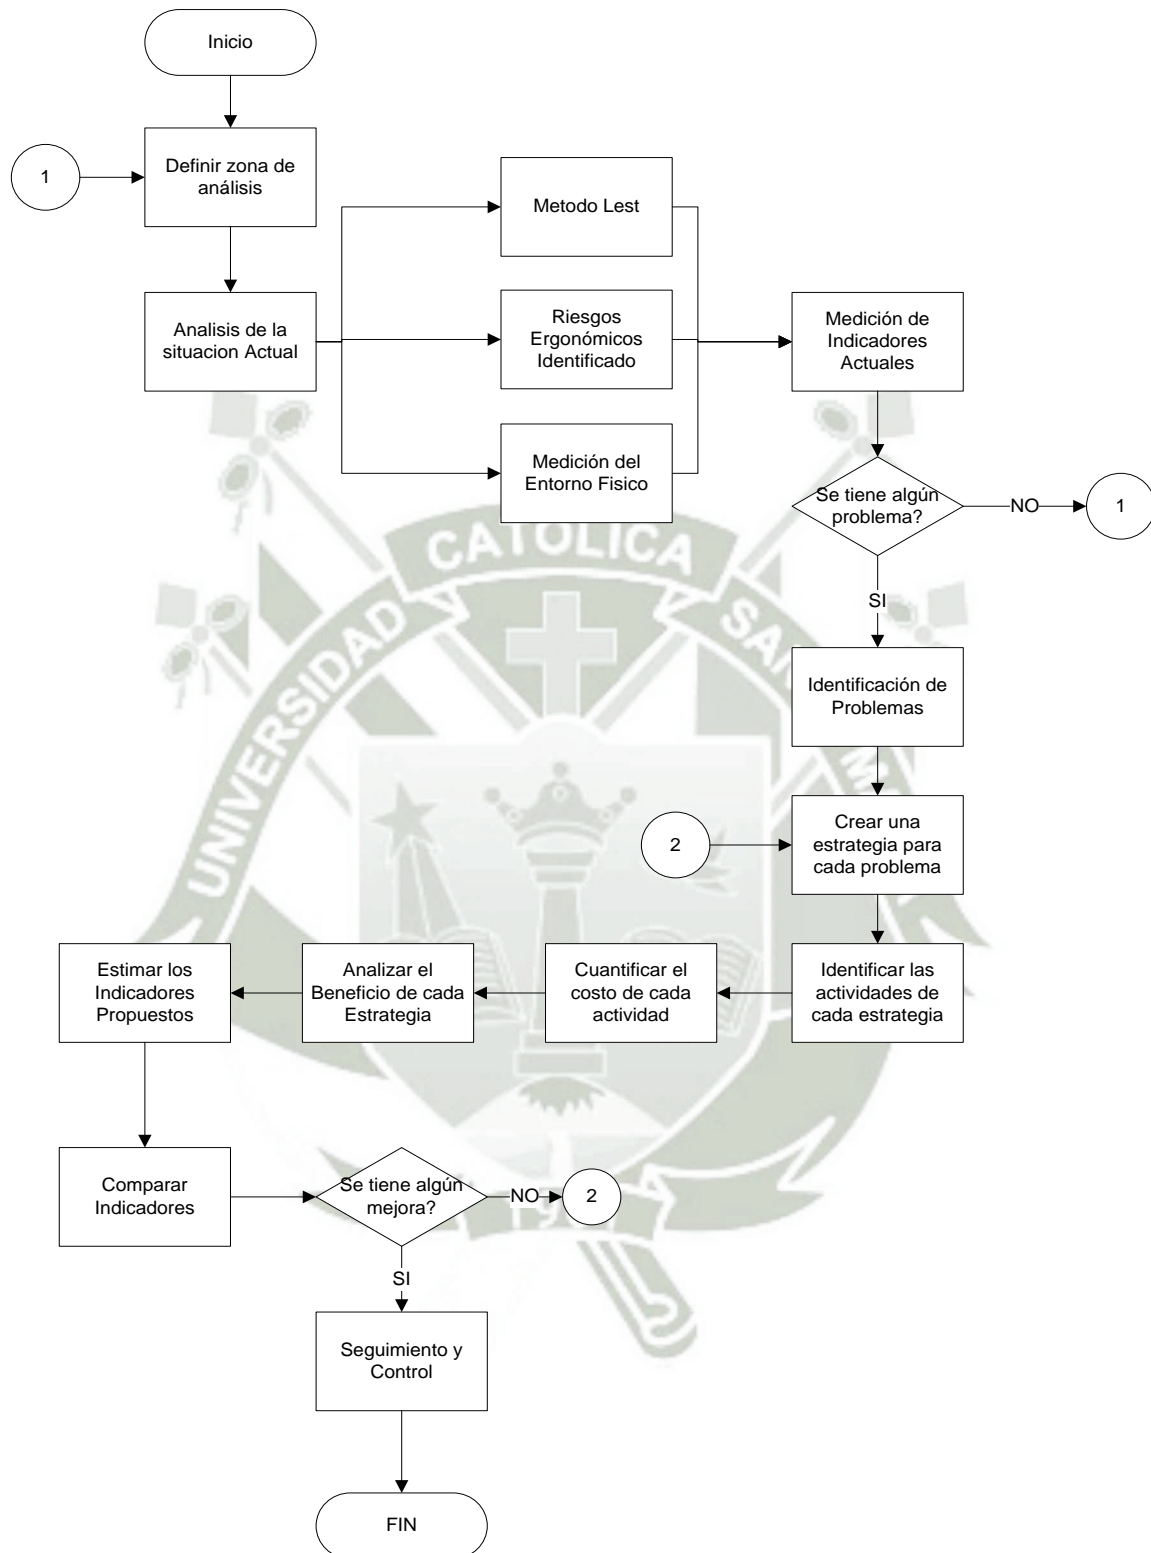 Inicio
1
Definir zona de
análisis
Metodo Lest
Analisis de la
situacion Actual
Riesgos
Ergonómicos
Identificado
Medición de
Indicadores
Actuales
Medición del
Entorno Fisico
Se tiene algún
problema?
NO
1
SI
UNIVERSIDAD
CATOLICA
Identificación de
Problemas
2
Crear una
estrategia para
cada problema
Estimar los
Indicadores
Propuestos
Analizar el
Beneficio de cada
Estrategia
Cuantificar el
costo de cada
actividad
Identificar las
actividades de
cada estrategia
Comparar
Indicadores
Se tiene algún
mejora?
NO
2
SI
Seguimiento y
Control
FIN